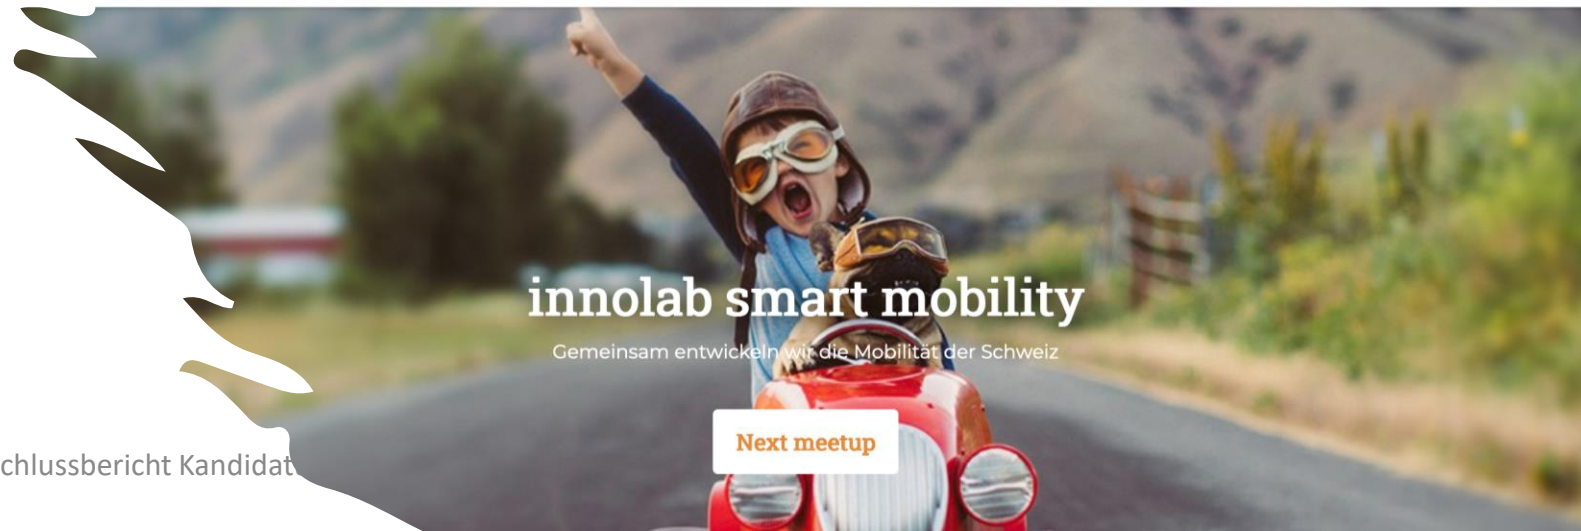 innolab smart mobility
Gemeinsam entwickeln wir die Mobilität der Schweiz
Next meetup
chlussbericht Kandidat